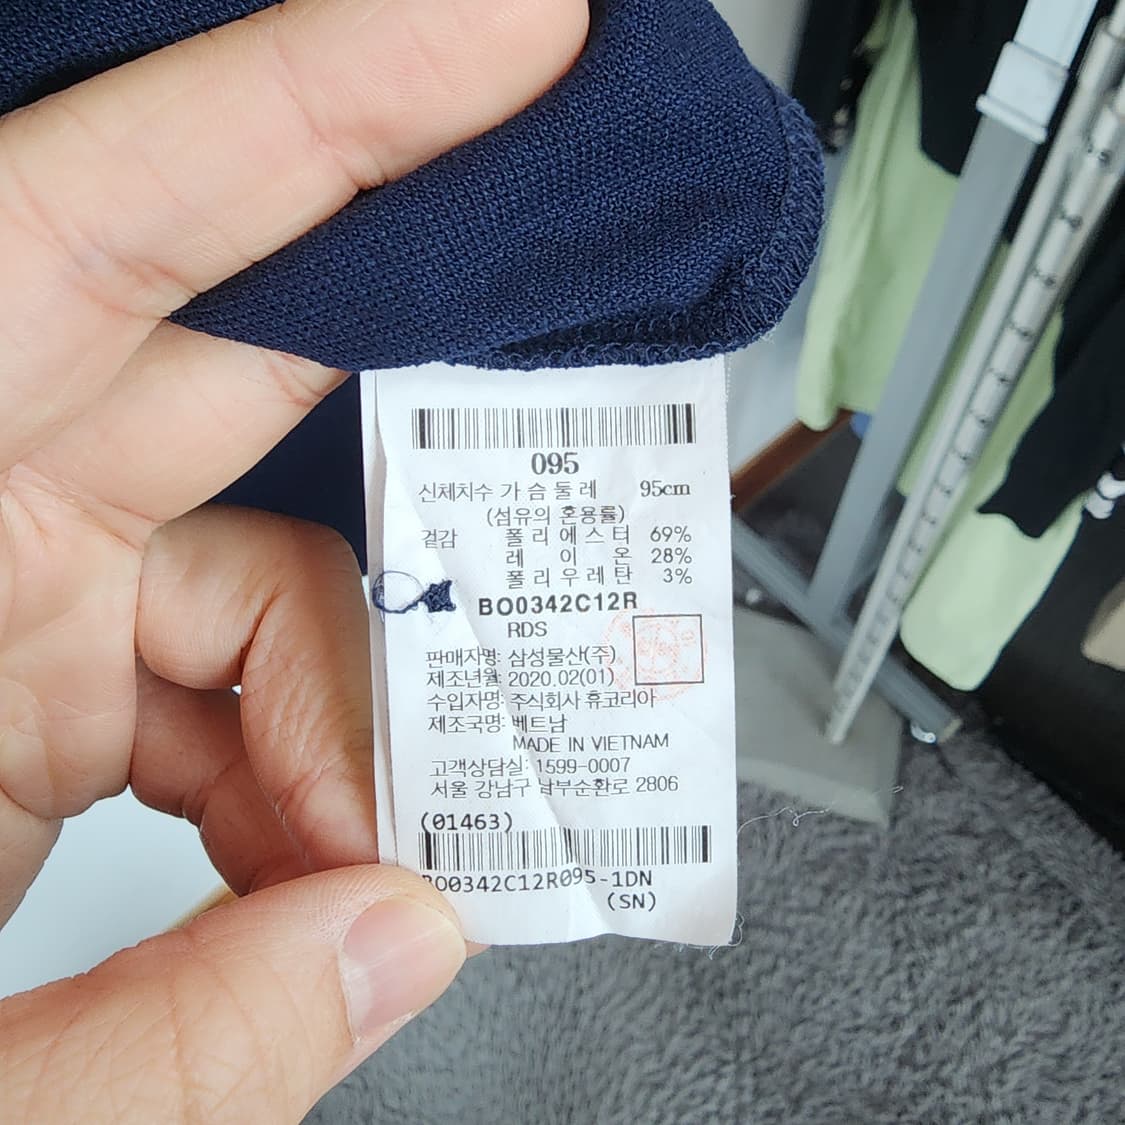 095
신체치수 가 슴 둘 레 95cm
(섬유의 혼용률)
겉감 폴 리 에 스 터 69%
레 이 온 28%
폴 리 우 레 탄 3%
BO0342C12R
RDS
판매자명: 삼성물산(주)
제조년월: 2020.02(01)
수입자명: 주식회사 휴코리아
제조국명: 베트남
MADE IN VIETNAM
고객상담실: 1599-0007
서울 강남구 남부순환로 2806
(01463)
BO0342C12R095-1DN
(SN)